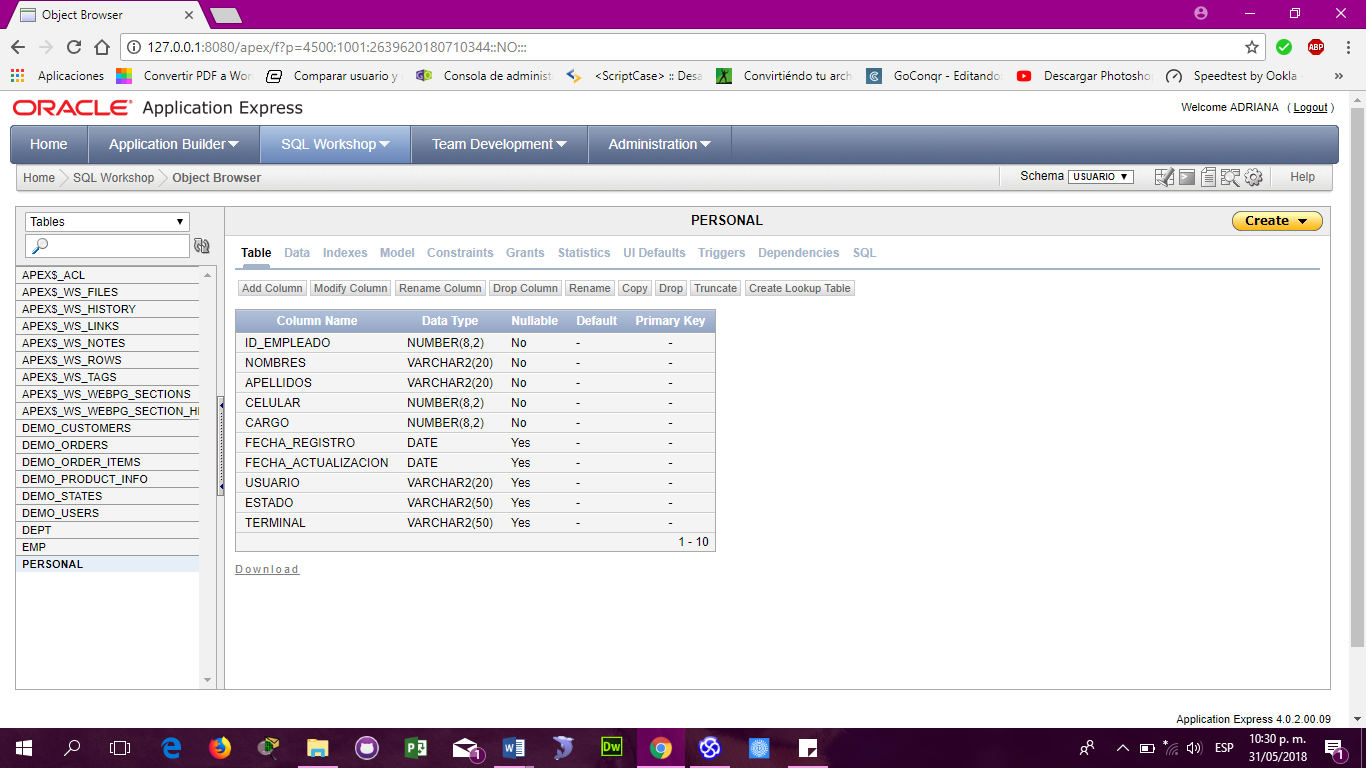 Object Browser
127.0.0.1:8080/apex/f?p=4500:1001:2639620180710344::NO:::
ABP
Aplicaciones Convertir PDF a Wor Comparar usuario y Consola de administ <ScriptCase> :: Desa Convirtiéndo tu arch GoConqr - Editando Descargar Photosho Speedtest by Ookla »
ORACLE Application Express
Welcome ADRIANA ( Logout )
Home Application Builder SQL Workshop Team Development Administration
Home SQL Workshop Object Browser Schema USUARIO Help
Tables
PERSONAL
Create
Table Data Indexes Model Constraints Grants Statistics UI Defaults Triggers Dependencies SQL
Add Column Modify Column Rename Column Drop Column Rename Copy Drop Truncate Create Lookup Table
APEX$_ACL
APEX$_WS_FILES
APEX$_WS_HISTORY
APEX$_WS_LINKS
APEX$_WS_NOTES
APEX$_WS_ROWS
APEX$_WS_TAGS
APEX$_WS_WEBPG_SECTIONS
APEX$_WS_WEBPG_SECTION_HI
DEMO_CUSTOMERS
DEMO_ORDERS
DEMO_ORDER_ITEMS
DEMO_PRODUCT_INFO
DEMO_STATES
DEMO_USERS
DEPT
EMP
PERSONAL
Column Name Data Type Nullable Default Primary Key
ID_EMPLEADO NUMBER(8,2) No - -
NOMBRES VARCHAR2(20) No - -
APELLIDOS VARCHAR2(20) No - -
CELULAR NUMBER(8,2) No - -
CARGO NUMBER(8,2) No - -
FECHA_REGISTRO DATE Yes - -
FECHA_ACTUALIZACION DATE Yes - -
USUARIO VARCHAR2(20) Yes - -
ESTADO VARCHAR2(50) Yes - -
TERMINAL VARCHAR2(50) Yes - -
1 - 10
Download
Application Express 4.0.2.00.09
Dw
1
ESP
10:30 p. m.
31/05/2018
1